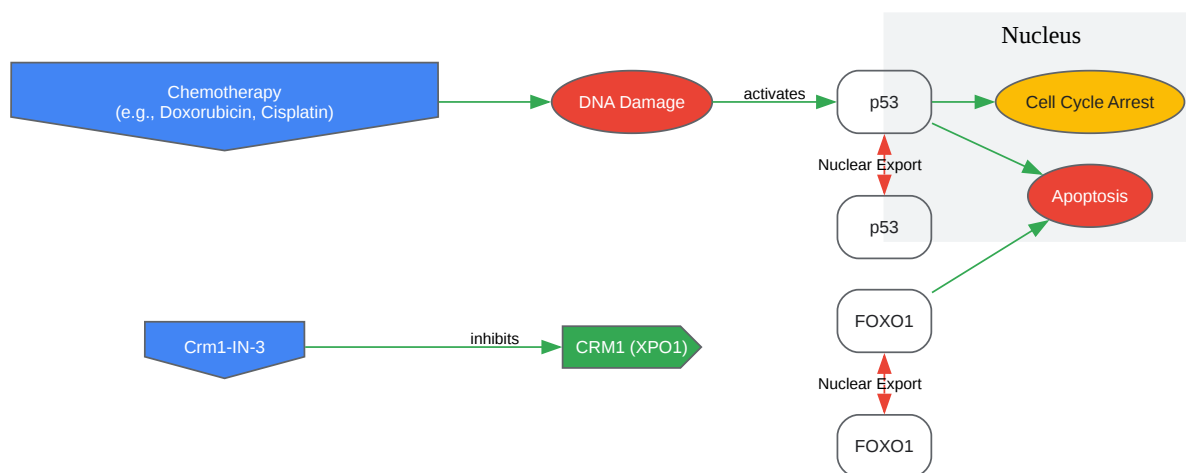 Nucleus
Chemotherapy
(e.g., Doxorubicin, Cisplatin)
DNA Damage
activates
p53
Cell Cycle Arrest
Nuclear Export
Apoptosis
p53
FOXO1
Crm1-IN-3
inhibits
CRM1 (XPO1)
Nuclear Export
FOXO1